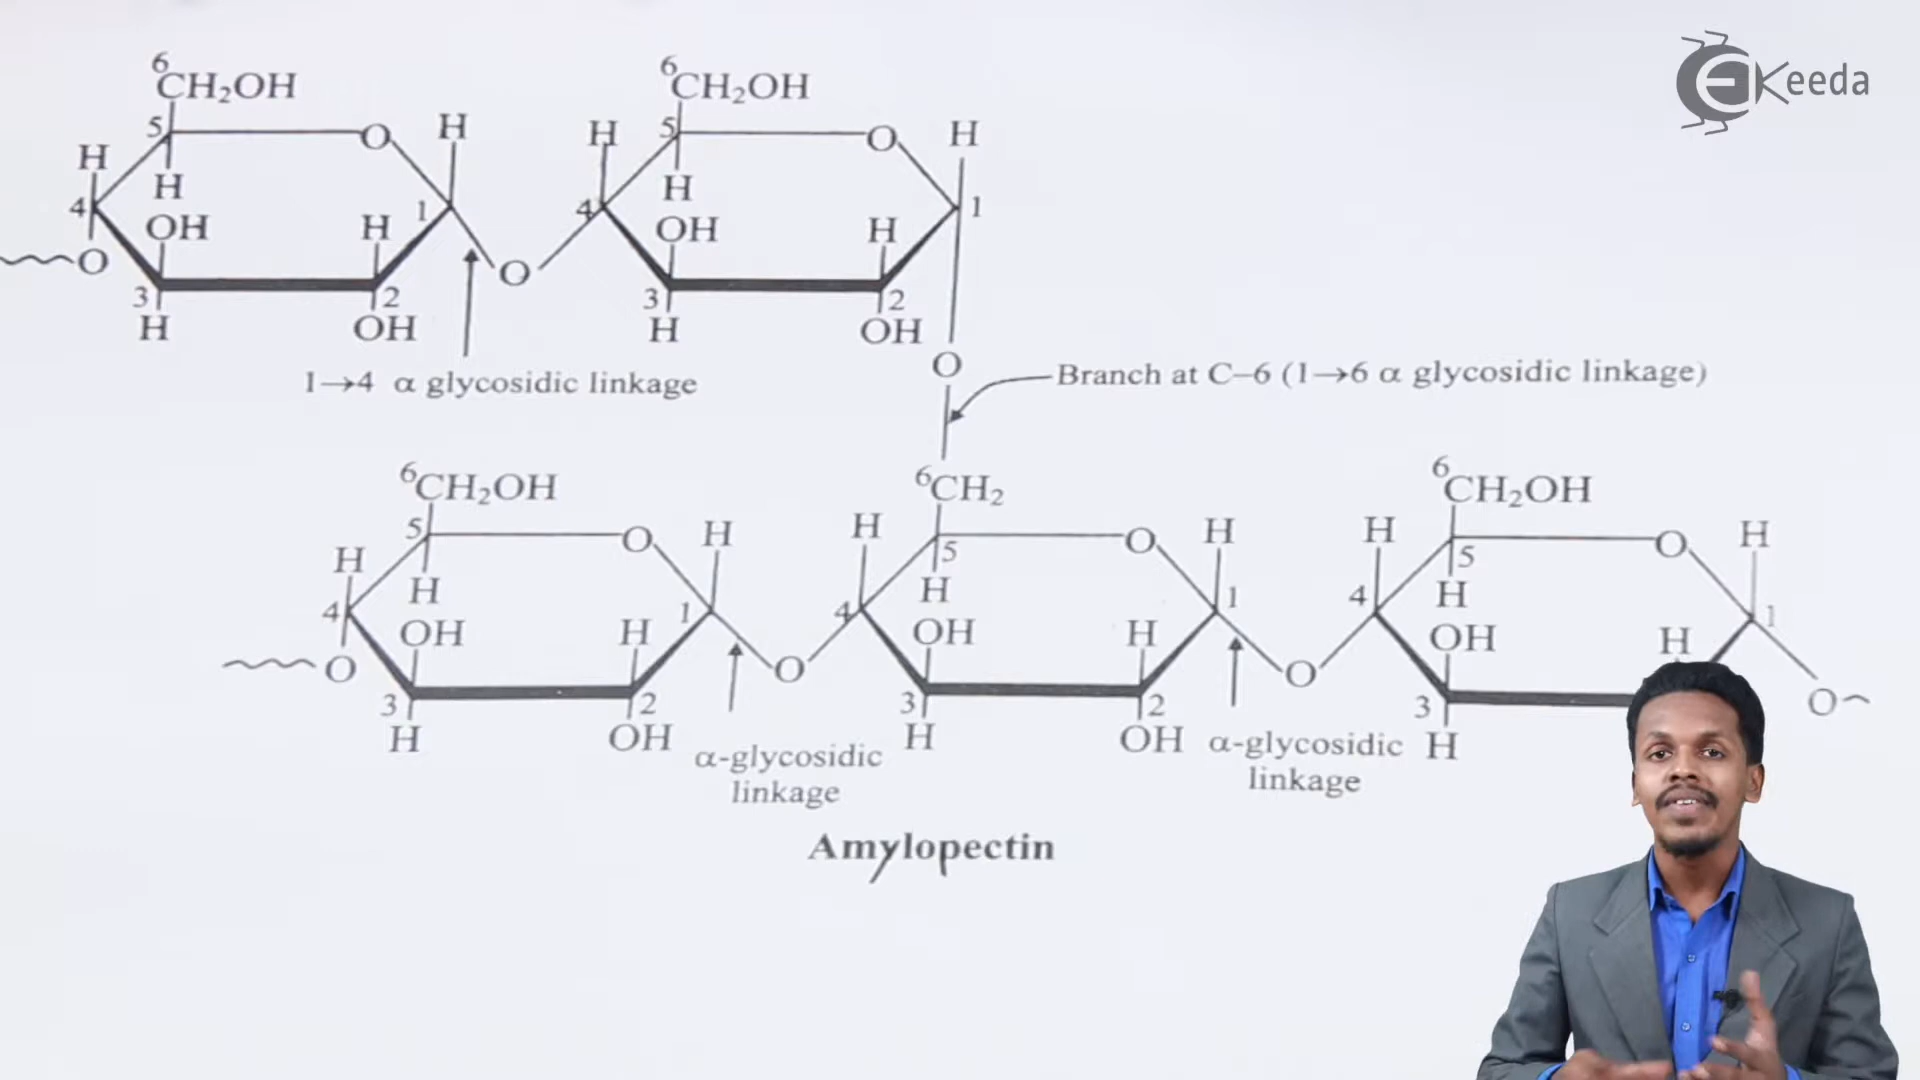 EKeeda
6CH2OH 6CH2OH
5 O H H 5 O H
H H H
4 OH H 1 4 OH H 1
O O
3 2 3 2
H OH H OH
O
1→4 α glycosidic linkage
Branch at C–6 (1→6 α glycosidic linkage)
6CH2OH 6CH2 6CH2OH
5 O H H 5 O H H 5 O H
H H H H
4 OH H 1 4 OH H 1 4 OH H 1
O O O O
3 2 3 2 3
H OH H OH H
α-glycosidic
linkage
α-glycosidic
linkage
Amylopectin